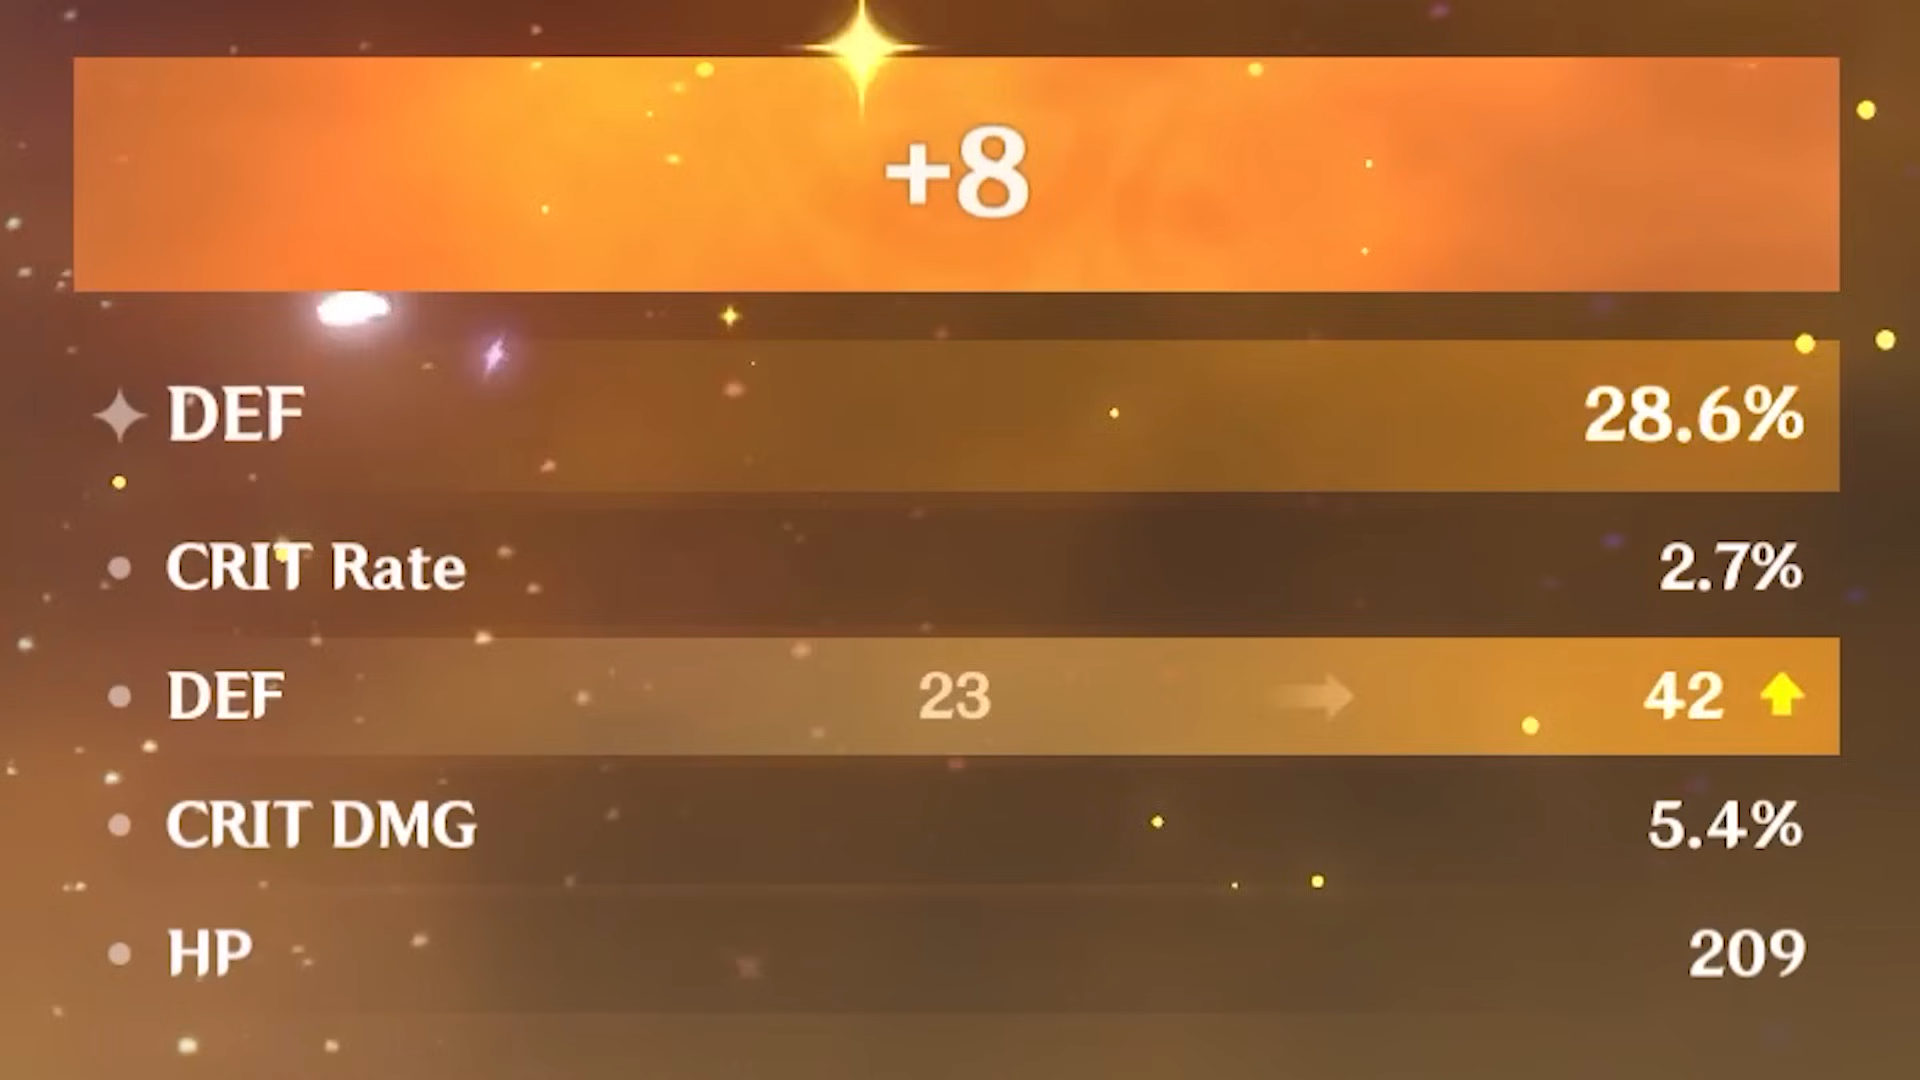 +8
DEF 28.6%
CRIT Rate 2.7%
DEF 23 42
CRIT DMG 5.4%
HP 209